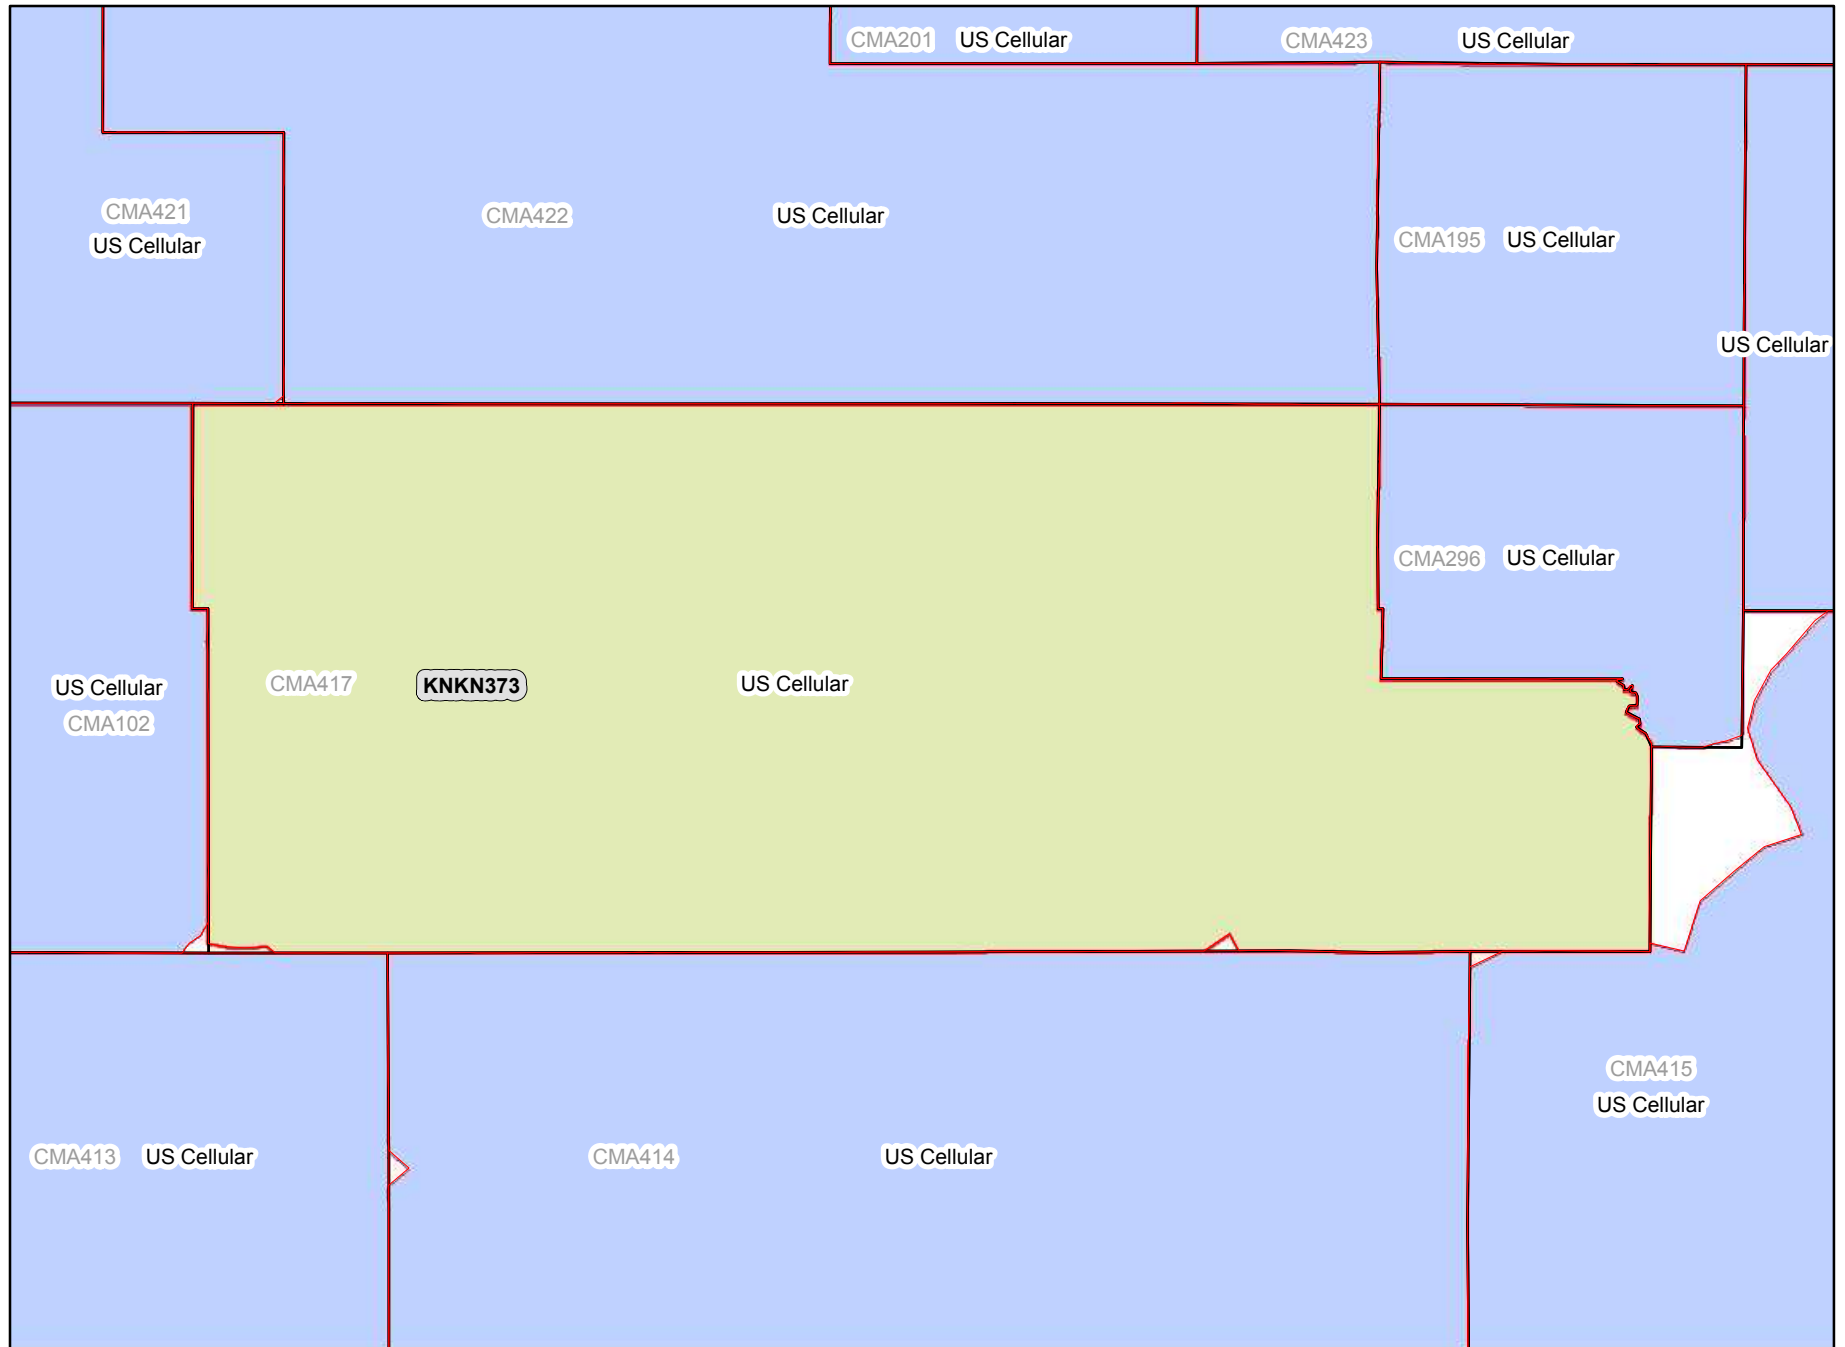 CMA201 US Cellular
CMA423 US Cellular
CMA421
US Cellular
CMA422 US Cellular
CMA195 US Cellular
US Cellular
CMA296 US Cellular
US Cellular
CMA102
CMA417 KNKN373 US Cellular
CMA415
US Cellular
CMA413 US Cellular
CMA414 US Cellular